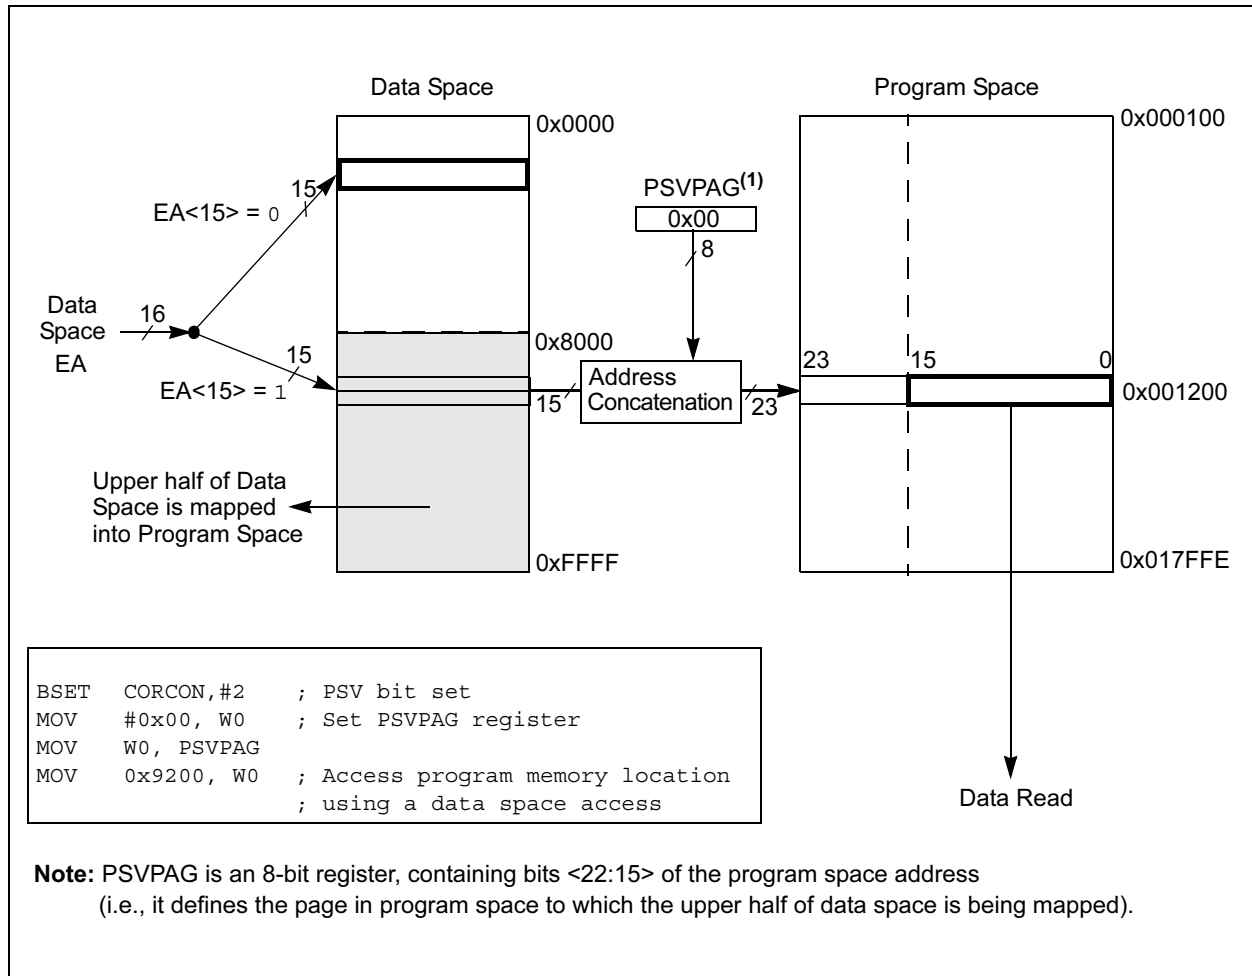 Data Space
Program Space
0x0000
0x000100
15
PSVPAG(1)
EA<15> = 0
0x00
8
Data
Space
EA
16
0x8000
15
EA<15> = 1
15
Address
Concatenation
23
23
15
0
0x001200
Upper half of Data
Space is mapped
into Program Space
0xFFFF
0x017FFE
BSET CORCON,#2 ; PSV bit set
MOV #0x00, W0 ; Set PSVPAG register
MOV W0, PSVPAG
MOV 0x9200, W0 ; Access program memory location
; using a data space access
Data Read
Note: PSVPAG is an 8-bit register, containing bits <22:15> of the program space address
(i.e., it defines the page in program space to which the upper half of data space is being mapped).